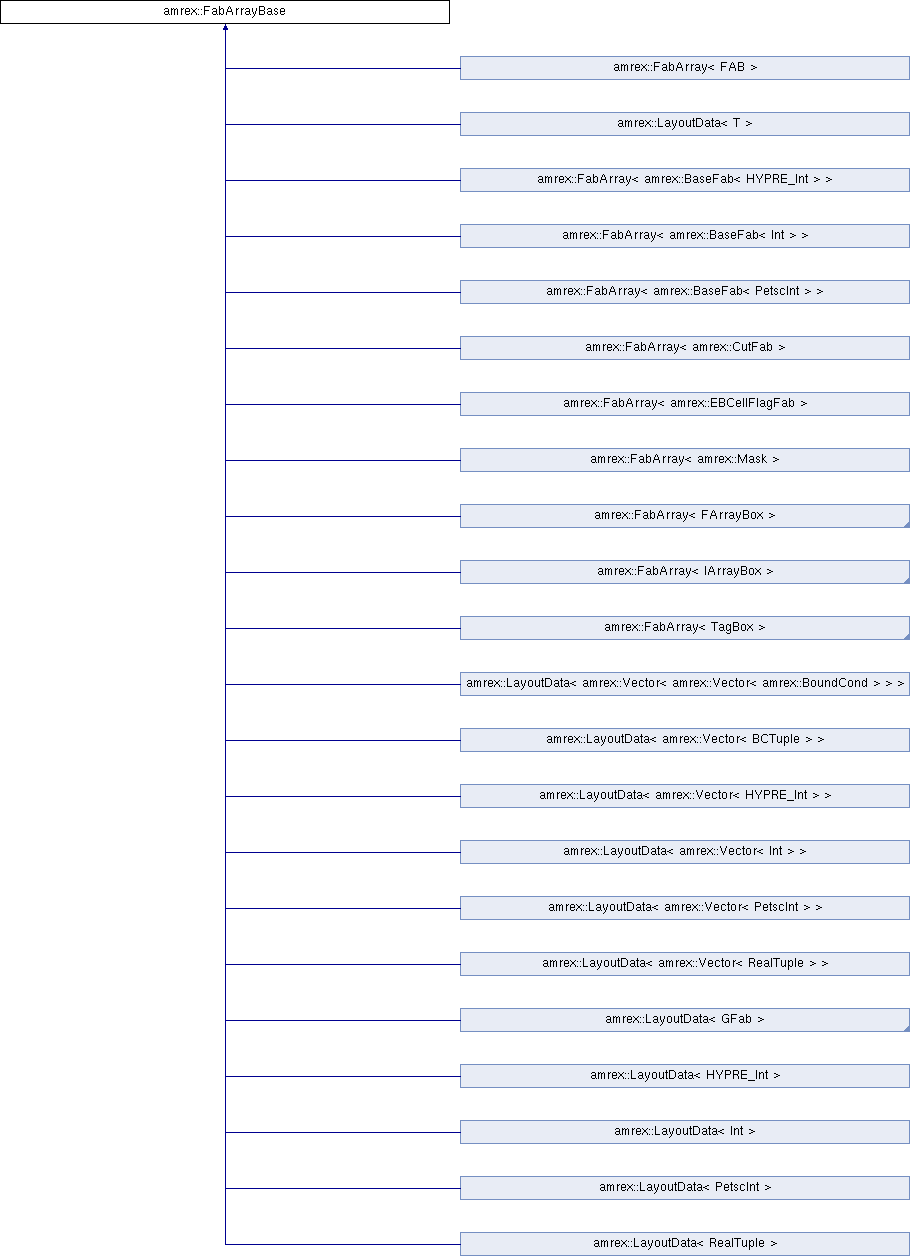 amrex::FabArrayBase
amrex::FabArray< FAB >
amrex::LayoutData< T >
amrex::FabArray< amrex::BaseFab< HYPRE_Int > >
amrex::FabArray< amrex::BaseFab< Int > >
amrex::FabArray< amrex::BaseFab< PetscInt > >
amrex::FabArray< amrex::CutFab >
amrex::FabArray< amrex::EBCellFlagFab >
amrex::FabArray< amrex::Mask >
amrex::FabArray< FArrayBox >
amrex::FabArray< IArrayBox >
amrex::FabArray< TagBox >
amrex::LayoutData< amrex::Vector< amrex::Vector< amrex::BoundCond > > >
amrex::LayoutData< amrex::Vector< BCTuple > >
amrex::LayoutData< amrex::Vector< HYPRE_Int > >
amrex::LayoutData< amrex::Vector< Int > >
amrex::LayoutData< amrex::Vector< PetscInt > >
amrex::LayoutData< amrex::Vector< RealTuple > >
amrex::LayoutData< GFab >
amrex::LayoutData< HYPRE_Int >
amrex::LayoutData< Int >
amrex::LayoutData< PetscInt >
amrex::LayoutData< RealTuple >